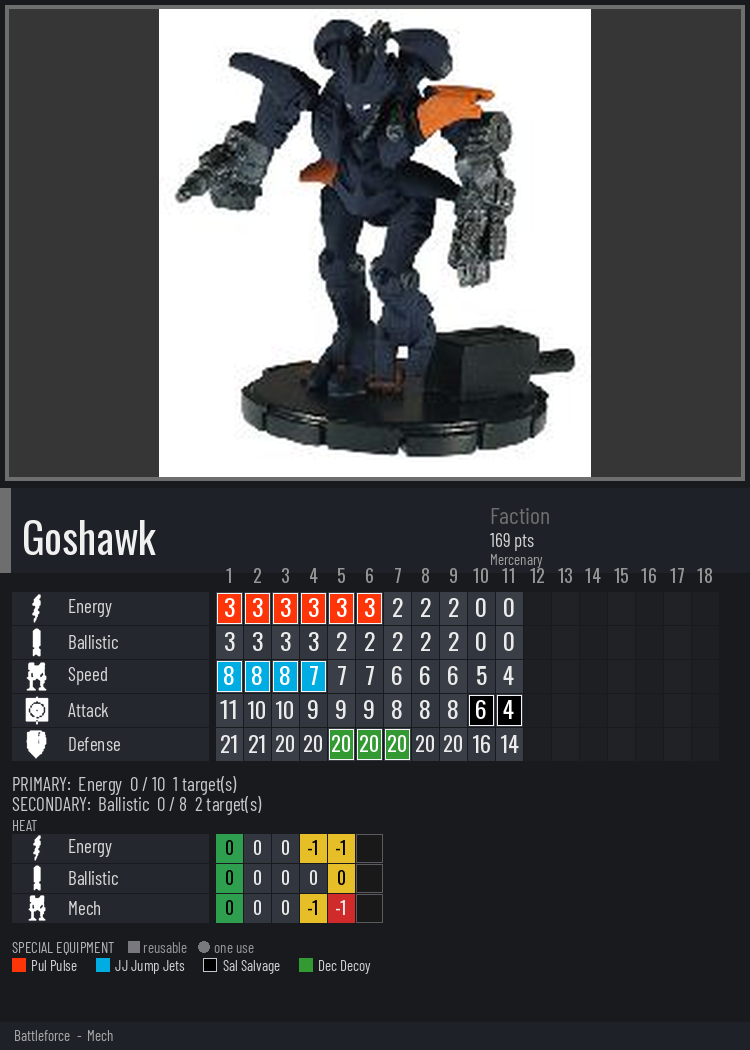 Goshawk
Faction
169 pts
Mercenary
1 2 3 4 5 6 7 8 9 10 11 12 13 14 15 16 17 18
Energy 3 3 3 3 3 3 2 2 2 0 0
Ballistic 3 3 3 3 2 2 2 2 2 0 0
Speed 8 8 8 7 7 7 6 6 6 5 4
Attack 11 10 10 9 9 9 8 8 8 6 4
Defense 21 21 20 20 20 20 20 20 20 16 14
PRIMARY: Energy 0 / 10 1 target(s)
SECONDARY: Ballistic 0 / 8 2 target(s)
HEAT
Energy 0 0 0 -1 -1
Ballistic 0 0 0 0 0
Mech 0 0 0 -1 -1
SPECIAL EQUIPMENT reusable one use
Pul Pulse JJ Jump Jets Sal Salvage Dec Decoy
Battleforce - Mech